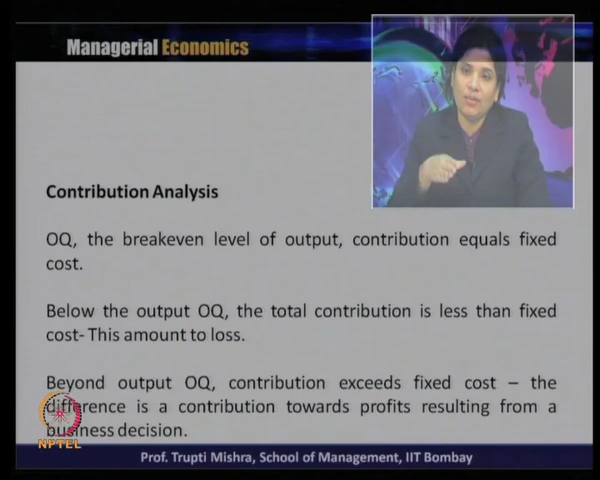 Managerial Economics
Contribution Analysis
OQ, the breakeven level of output, contribution equals fixed
cost.
Below the output OQ, the total contribution is less than fixed
cost- This amount to loss.
Beyond output OQ, contribution exceeds fixed cost – the
difference is a contribution towards profits resulting from a
business decision.
NPTEL
Prof. Trupti Mishra, School of Management, IIT Bombay